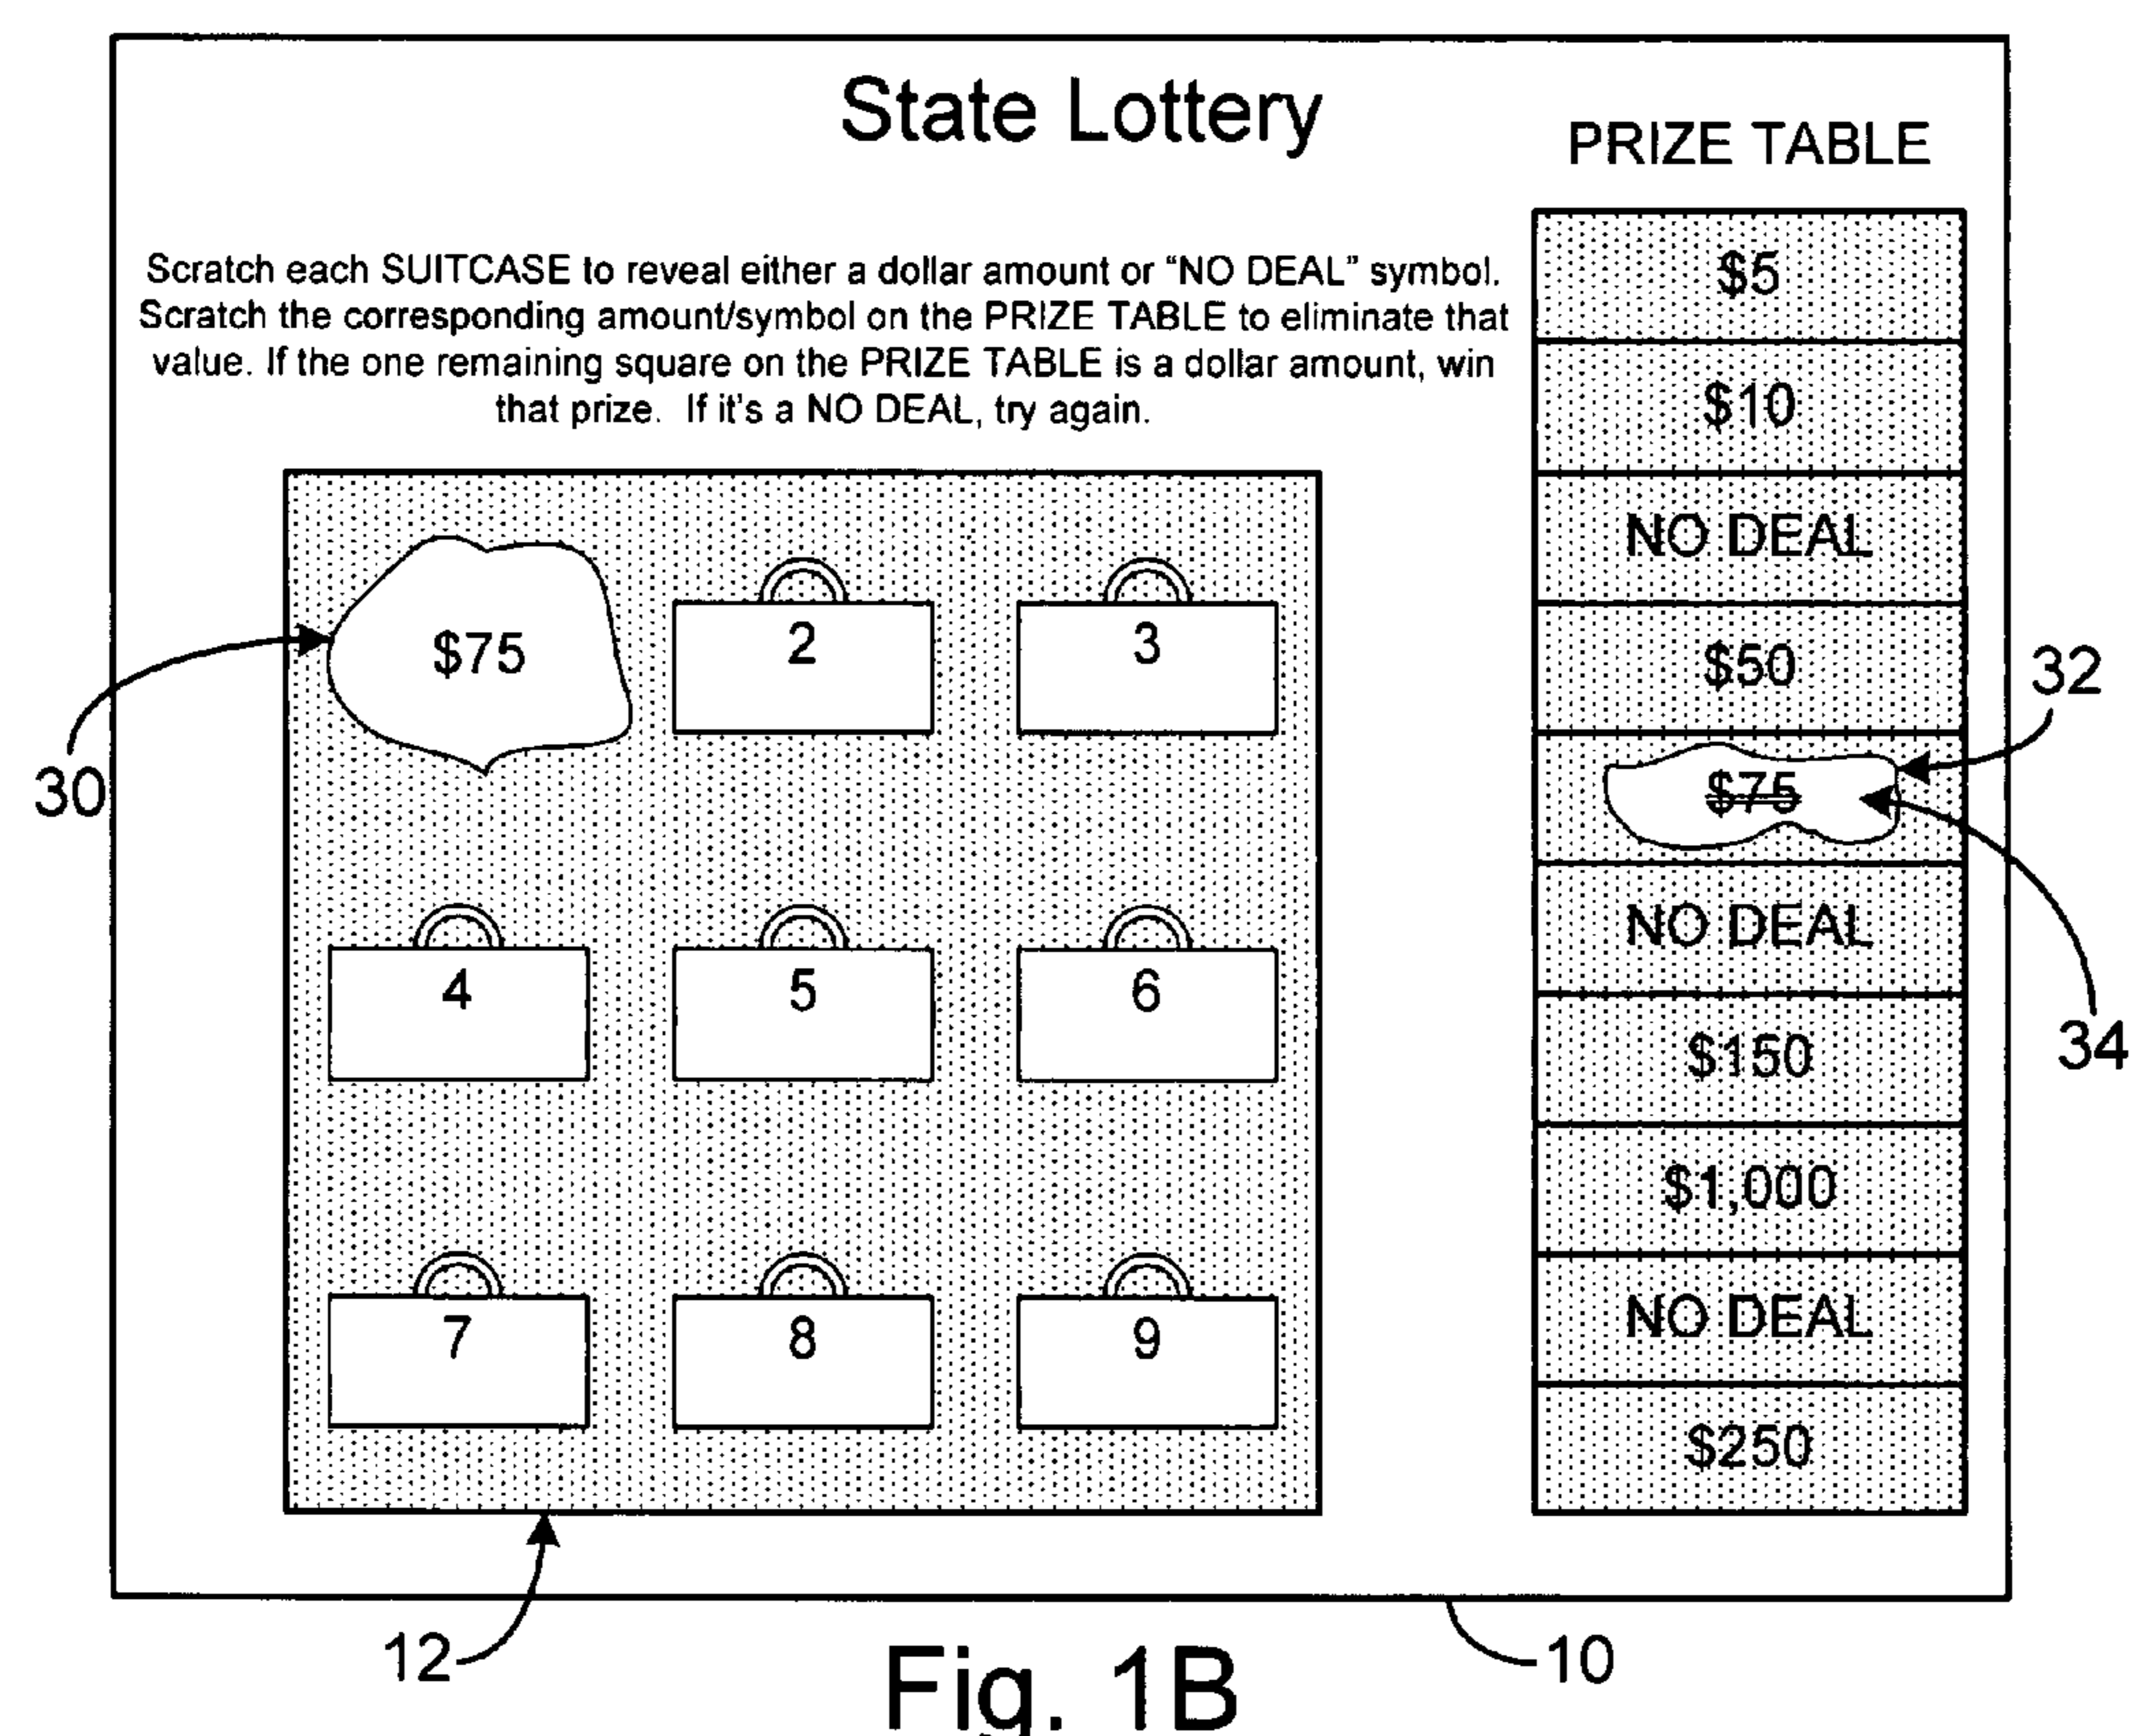 State Lottery
PRIZE TABLE
Scratch each SUITCASE to reveal either a dollar amount or “NO DEAL” symbol.
Scratch the corresponding amount/symbol on the PRIZE TABLE to eliminate that
value. If the one remaining square on the PRIZE TABLE is a dollar amount, win
that prize.  If it's a NO DEAL, try again.
$5
$10
NO DEAL
$50
$75
NO DEAL
$150
$1,000
NO DEAL
$250
$75
2
3
4
5
6
7
8
9
30
32
34
12
10
Fig. 1B